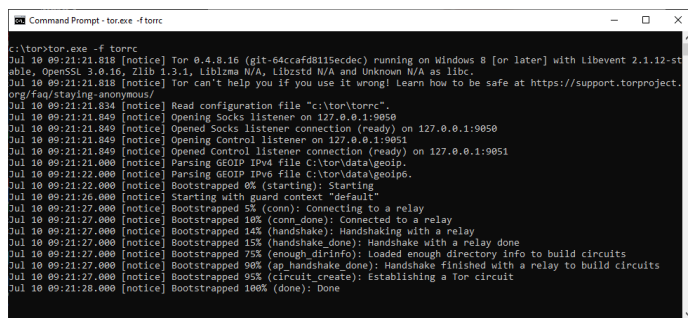 Command Prompt - tor.exe -f torrc
c:\tor>tor.exe -f torrc
Jul 10 09:21:21.818 [notice] Tor 0.4.8.16 (git-64ccafd8115ecdec) running on Windows 8 [or later] with Libevent 2.1.12-st
able, OpenSSL 3.0.16, Zlib 1.3.1, Liblzma N/A, Libzstd N/A and Unknown N/A as libc.
Jul 10 09:21:21.818 [notice] Tor can't help you if you use it wrong! Learn how to be safe at https://support.torproject.
org/faq/staying-anonymous/
Jul 10 09:21:21.834 [notice] Read configuration file "c:\tor\torrc".
Jul 10 09:21:21.849 [notice] Opening Socks listener on 127.0.0.1:9050
Jul 10 09:21:21.849 [notice] Opened Socks listener connection (ready) on 127.0.0.1:9050
Jul 10 09:21:21.849 [notice] Opening Control listener on 127.0.0.1:9051
Jul 10 09:21:21.849 [notice] Opened Control listener connection (ready) on 127.0.0.1:9051
Jul 10 09:21:21.000 [notice] Parsing GEOIP IPv4 file C:\tor\data\geoip.
Jul 10 09:21:22.000 [notice] Parsing GEOIP IPv6 file C:\tor\data\geoip6.
Jul 10 09:21:22.000 [notice] Bootstrapped 0% (starting): Starting
Jul 10 09:21:26.000 [notice] Starting with guard context "default"
Jul 10 09:21:27.000 [notice] Bootstrapped 5% (conn): Connecting to a relay
Jul 10 09:21:27.000 [notice] Bootstrapped 10% (conn_done): Connected to a relay
Jul 10 09:21:27.000 [notice] Bootstrapped 14% (handshake): Handshaking with a relay
Jul 10 09:21:27.000 [notice] Bootstrapped 15% (handshake_done): Handshake with a relay done
Jul 10 09:21:27.000 [notice] Bootstrapped 75% (enough_dirinfo): Loaded enough directory info to build circuits
Jul 10 09:21:27.000 [notice] Bootstrapped 90% (ap_handshake_done): Handshake finished with a relay to build circuits
Jul 10 09:21:27.000 [notice] Bootstrapped 95% (circuit_create): Establishing a Tor circuit
Jul 10 09:21:28.000 [notice] Bootstrapped 100% (done): Done